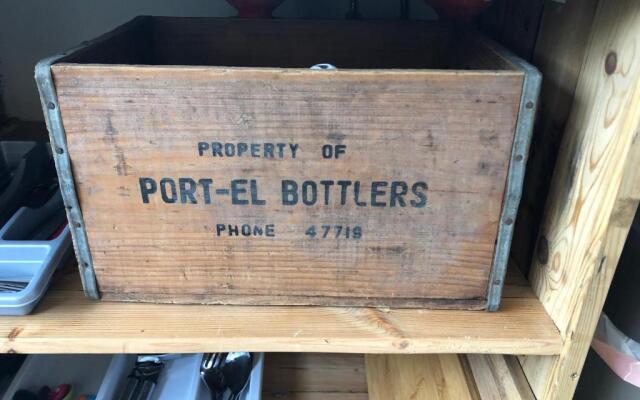 PROPERTY OF
PORT-EL BOTTLERS
PHONE 47719